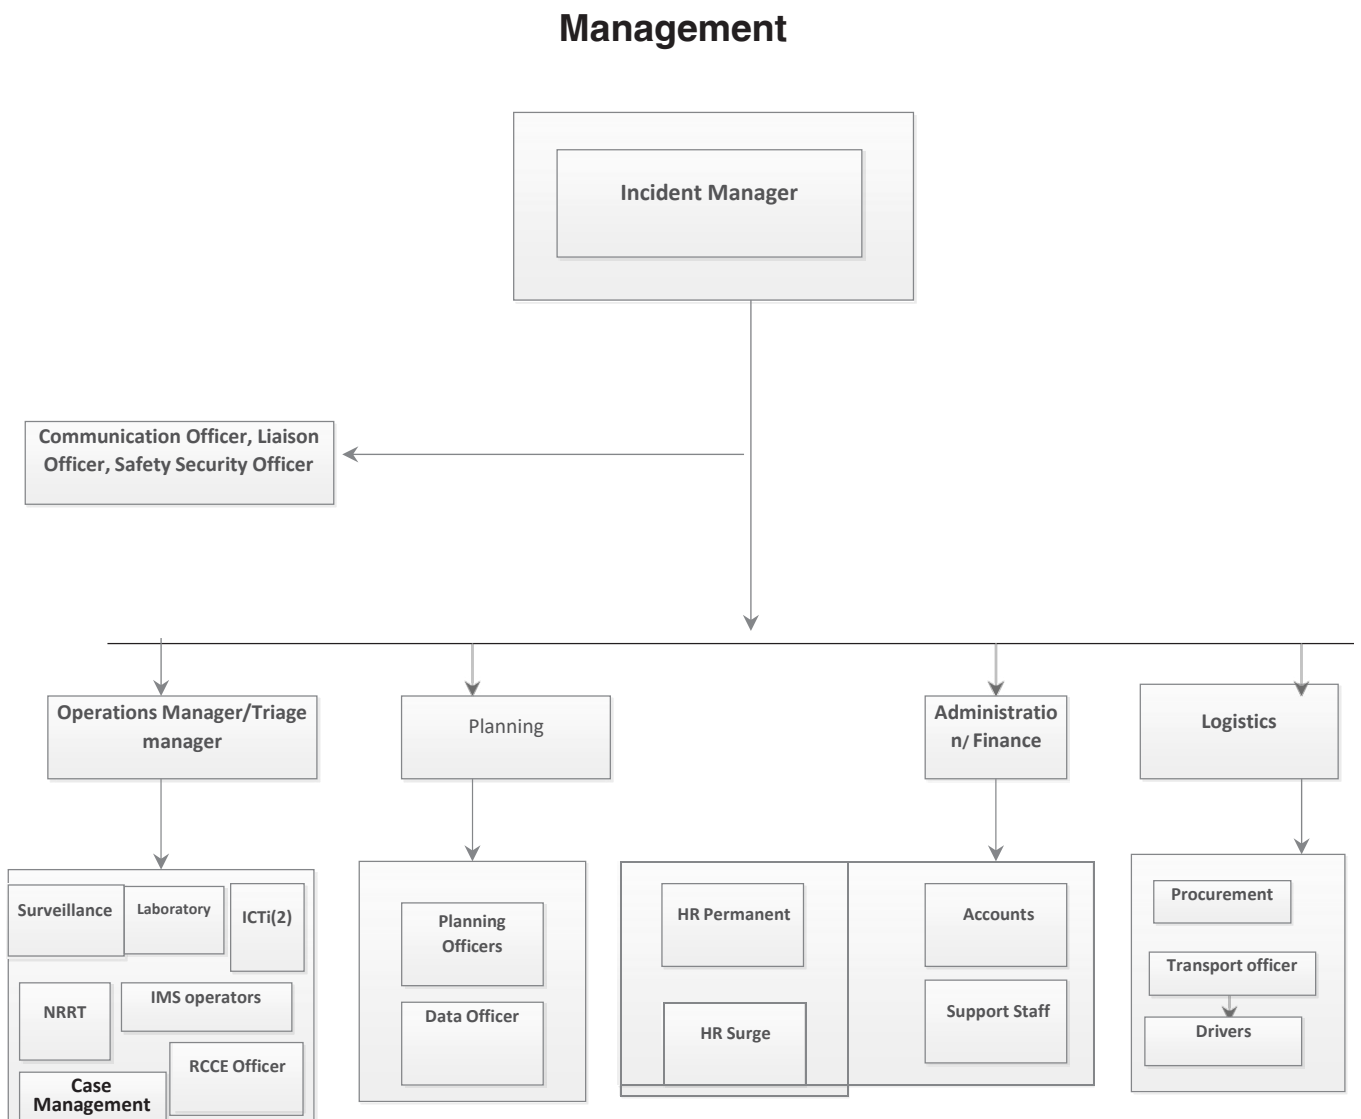 Management
Incident Manager
Communication Officer, Liaison
Officer, Safety Security Officer
Operations Manager/Triage
manager
Planning
Administratio
n/ Finance
Logistics
Surveillance
Laboratory
ICTi(2)
NRRT
IMS operators
RCCE Officer
Case
Management
Planning
Officers
Data Officer
HR Permanent
HR Surge
Accounts
Support Staff
Procurement
Transport officer
Drivers